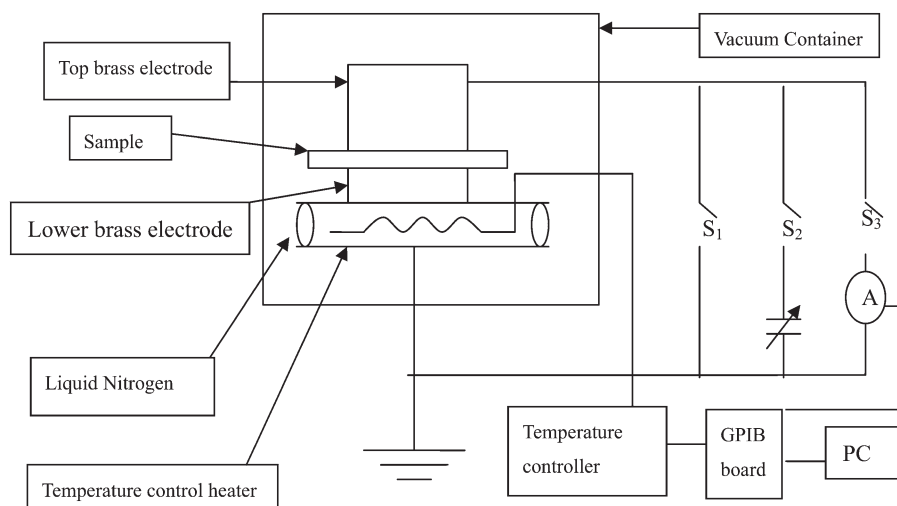 Vacuum Container
Top brass electrode
Sample
Lower brass electrode
S1
S2
S3
A
Liquid Nitrogen
Temperature
controller
GPIB
board
PC
Temperature control heater